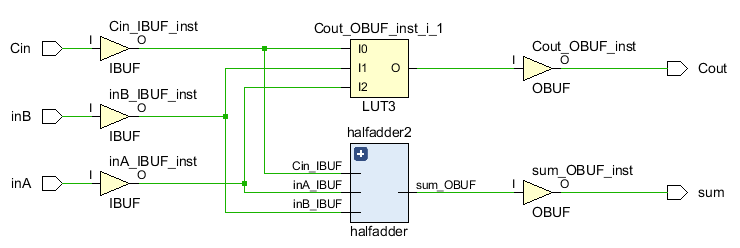 Cin
I
Cin_IBUF_inst
O
IBUF
inB
I
inB_IBUF_inst
O
IBUF
inA
I
inA_IBUF_inst
O
IBUF
Cout_OBUF_inst_i_1
I0
I1
I2
O
LUT3
halfadder2
Cin_IBUF
inA_IBUF
inB_IBUF
sum_OBUF
halfadder
I
Cout_OBUF_inst
O
OBUF
Cout
I
sum_OBUF_inst
O
OBUF
sum